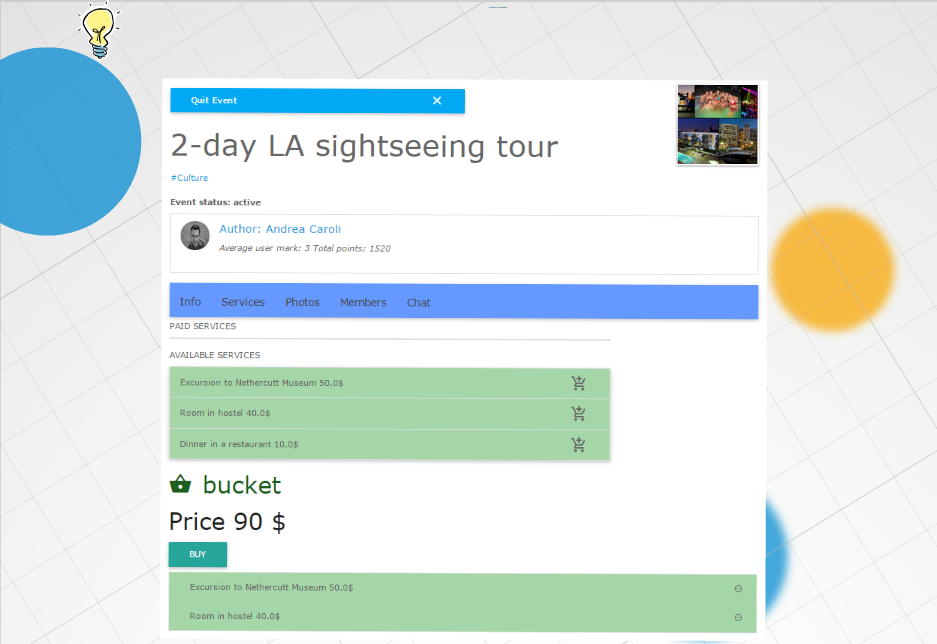 Quit Event
2-day LA sightseeing tour
#Culture
Event status: active
Author: Andrea Caroli
Average user mark: 3 Total points: 1520
Info Services Photos Members Chat
PAID SERVICES
AVAILABLE SERVICES
Excursion to Nethercutt Museum 50.0$
Room in hostel 40.0$
Dinner in a restaurant 10.0$
bucket
Price 90 $
BUY
Excursion to Nethercutt Museum 50.0$
Room in hostel 40.0$